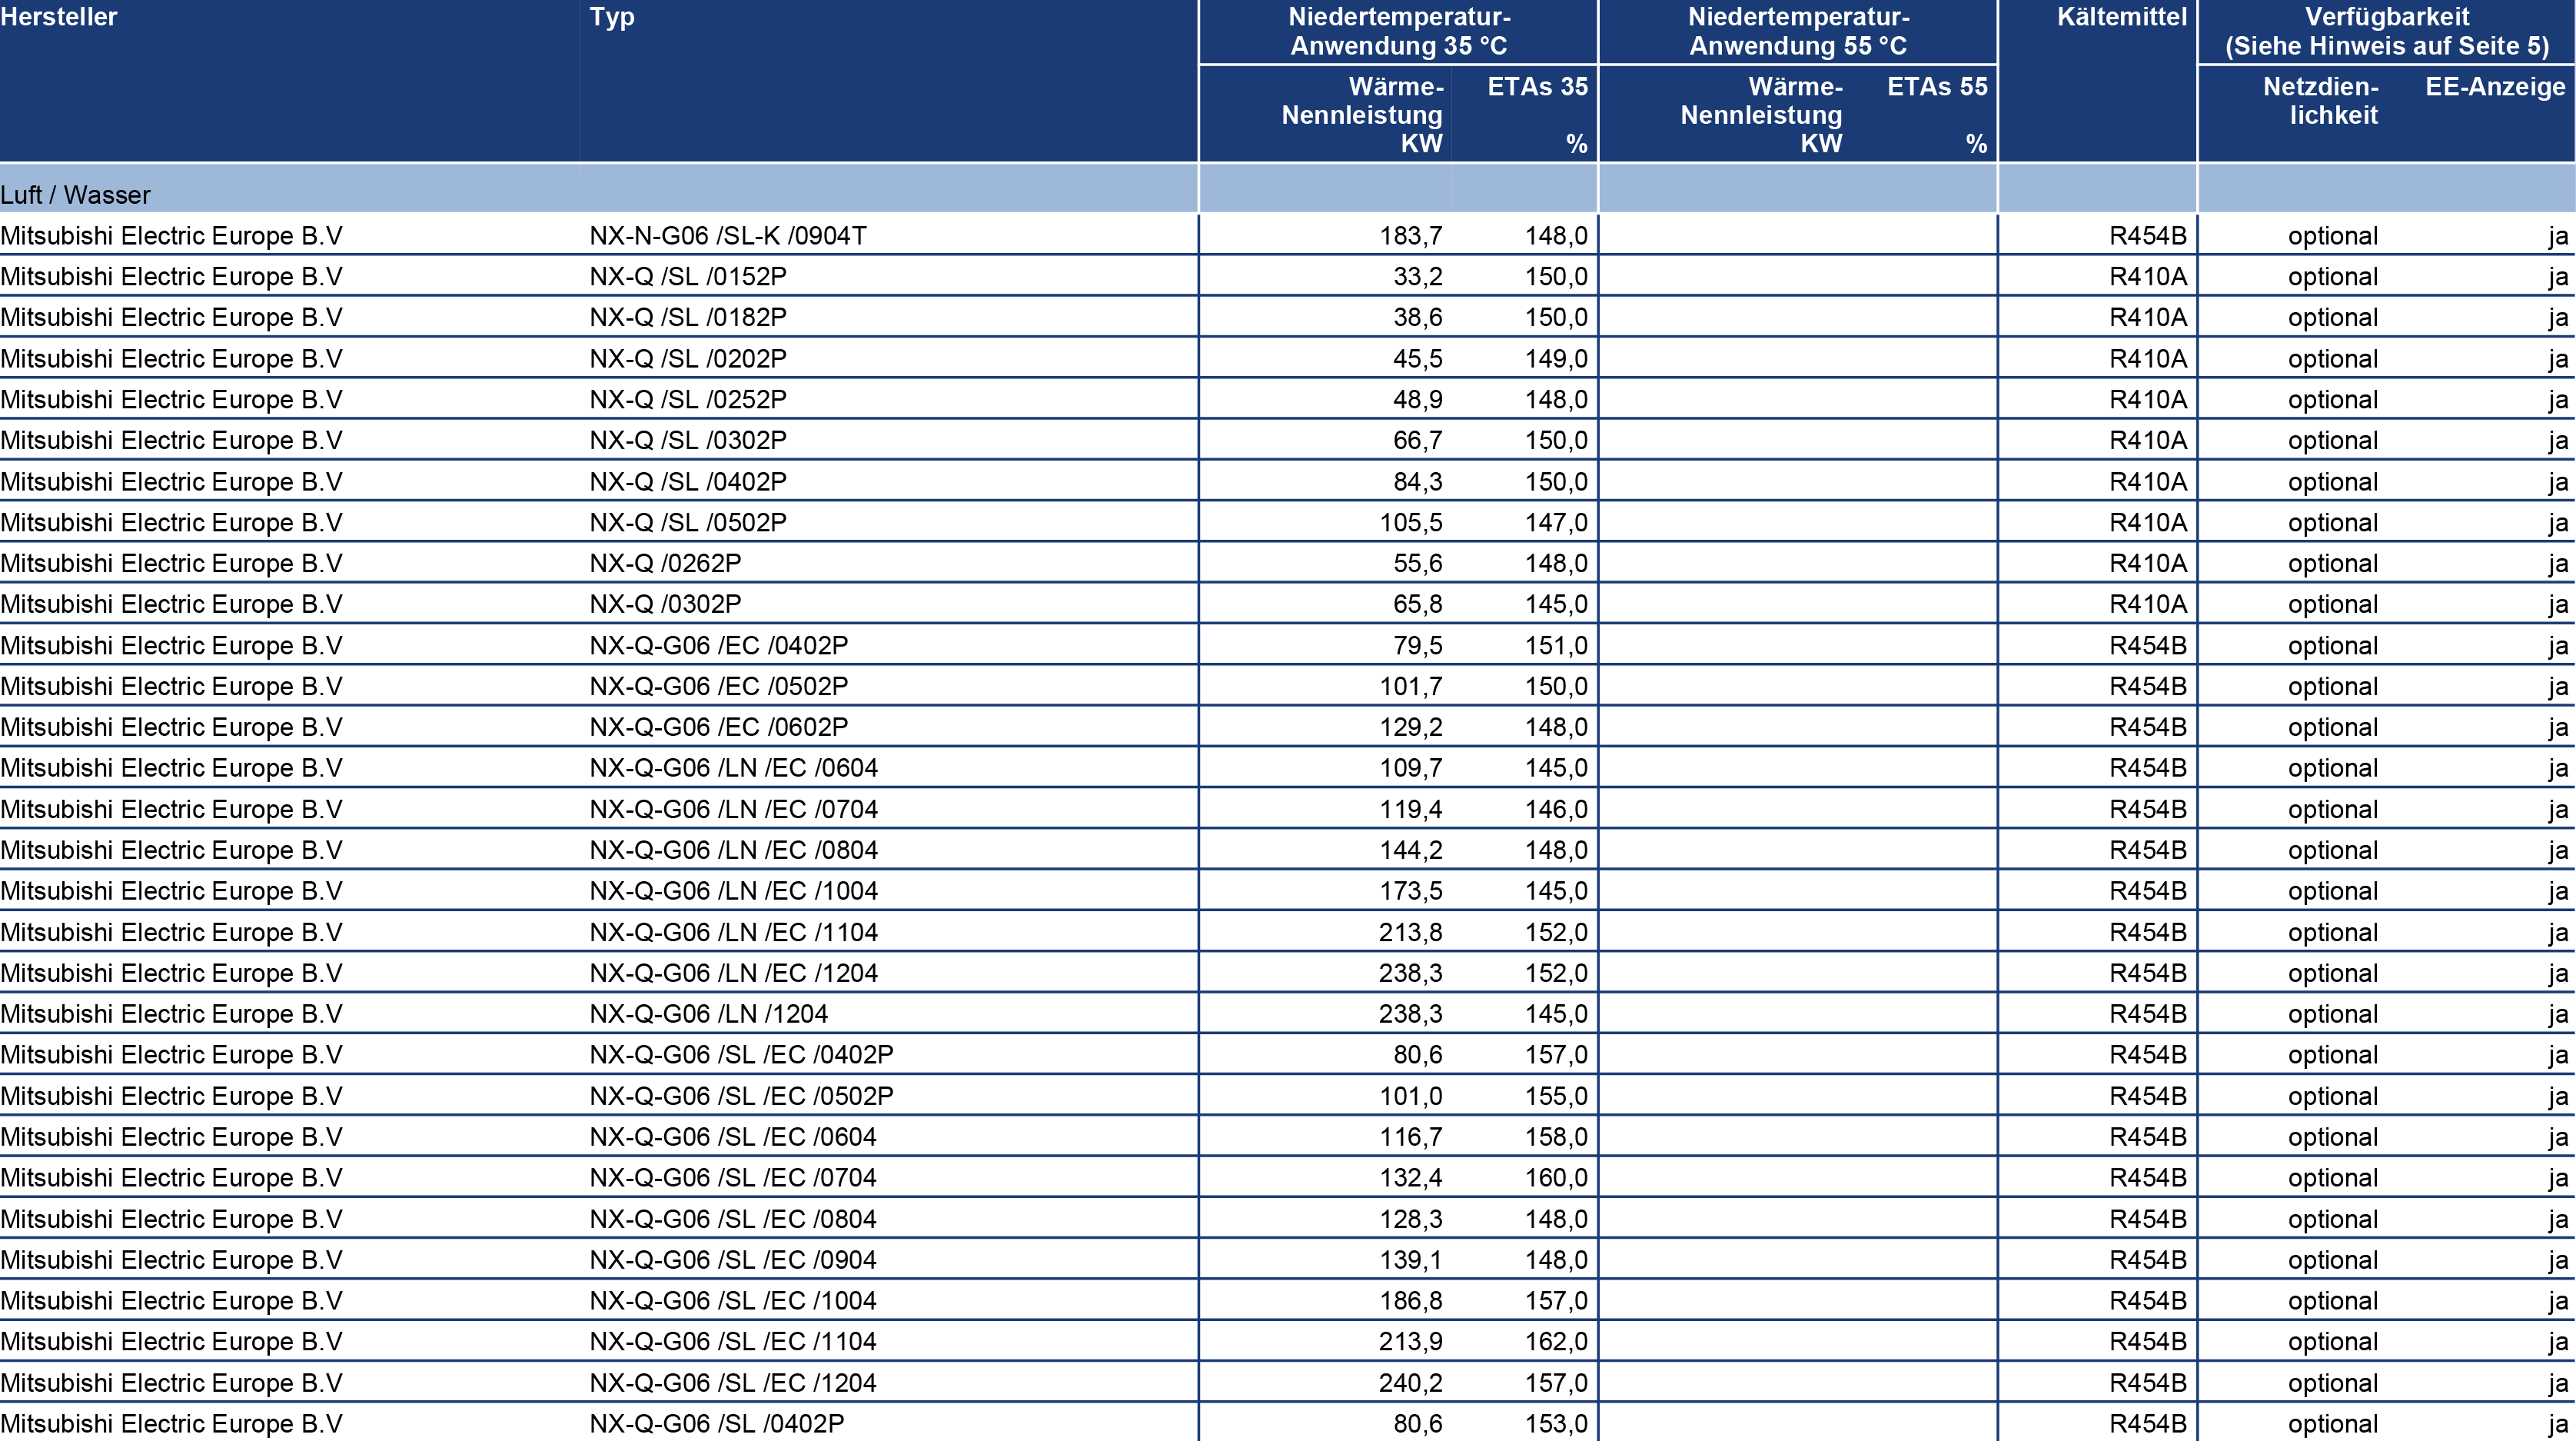 Hersteller Typ Niedertemperatur- Niedertemperatur- Kältemittel Verfügbarkeit
Anwendung 35 °C Anwendung 55 °C (Siehe Hinweis auf Seite 5)
Wärme- ETAs 35 Wärme- ETAs 55 Netzdien- EE-Anzeige
Nennleistung Nennleistung lichkeit
KW % KW %
Luft / Wasser
Mitsubishi Electric Europe B.V NX-N-G06 /SL-K /0904T 183,7 148,0 R454B optional ja
Mitsubishi Electric Europe B.V NX-Q /SL /0152P 33,2 150,0 R410A optional ja
Mitsubishi Electric Europe B.V NX-Q /SL /0182P 38,6 150,0 R410A optional ja
Mitsubishi Electric Europe B.V NX-Q /SL /0202P 45,5 149,0 R410A optional ja
Mitsubishi Electric Europe B.V NX-Q /SL /0252P 48,9 148,0 R410A optional ja
Mitsubishi Electric Europe B.V NX-Q /SL /0302P 66,7 150,0 R410A optional ja
Mitsubishi Electric Europe B.V NX-Q /SL /0402P 84,3 150,0 R410A optional ja
Mitsubishi Electric Europe B.V NX-Q /SL /0502P 105,5 147,0 R410A optional ja
Mitsubishi Electric Europe B.V NX-Q /0262P 55,6 148,0 R410A optional ja
Mitsubishi Electric Europe B.V NX-Q /0302P 65,8 145,0 R410A optional ja
Mitsubishi Electric Europe B.V NX-Q-G06 /EC /0402P 79,5 151,0 R454B optional ja
Mitsubishi Electric Europe B.V NX-Q-G06 /EC /0502P 101,7 150,0 R454B optional ja
Mitsubishi Electric Europe B.V NX-Q-G06 /EC /0602P 129,2 148,0 R454B optional ja
Mitsubishi Electric Europe B.V NX-Q-G06 /LN /EC /0604 109,7 145,0 R454B optional ja
Mitsubishi Electric Europe B.V NX-Q-G06 /LN /EC /0704 119,4 146,0 R454B optional ja
Mitsubishi Electric Europe B.V NX-Q-G06 /LN /EC /0804 144,2 148,0 R454B optional ja
Mitsubishi Electric Europe B.V NX-Q-G06 /LN /EC /1004 173,5 145,0 R454B optional ja
Mitsubishi Electric Europe B.V NX-Q-G06 /LN /EC /1104 213,8 152,0 R454B optional ja
Mitsubishi Electric Europe B.V NX-Q-G06 /LN /EC /1204 238,3 152,0 R454B optional ja
Mitsubishi Electric Europe B.V NX-Q-G06 /LN /1204 238,3 145,0 R454B optional ja
Mitsubishi Electric Europe B.V NX-Q-G06 /SL /EC /0402P 80,6 157,0 R454B optional ja
Mitsubishi Electric Europe B.V NX-Q-G06 /SL /EC /0502P 101,0 155,0 R454B optional ja
Mitsubishi Electric Europe B.V NX-Q-G06 /SL /EC /0604 116,7 158,0 R454B optional ja
Mitsubishi Electric Europe B.V NX-Q-G06 /SL /EC /0704 132,4 160,0 R454B optional ja
Mitsubishi Electric Europe B.V NX-Q-G06 /SL /EC /0804 128,3 148,0 R454B optional ja
Mitsubishi Electric Europe B.V NX-Q-G06 /SL /EC /0904 139,1 148,0 R454B optional ja
Mitsubishi Electric Europe B.V NX-Q-G06 /SL /EC /1004 186,8 157,0 R454B optional ja
Mitsubishi Electric Europe B.V NX-Q-G06 /SL /EC /1104 213,9 162,0 R454B optional ja
Mitsubishi Electric Europe B.V NX-Q-G06 /SL /EC /1204 240,2 157,0 R454B optional ja
Mitsubishi Electric Europe B.V NX-Q-G06 /SL /0402P 80,6 153,0 R454B optional ja